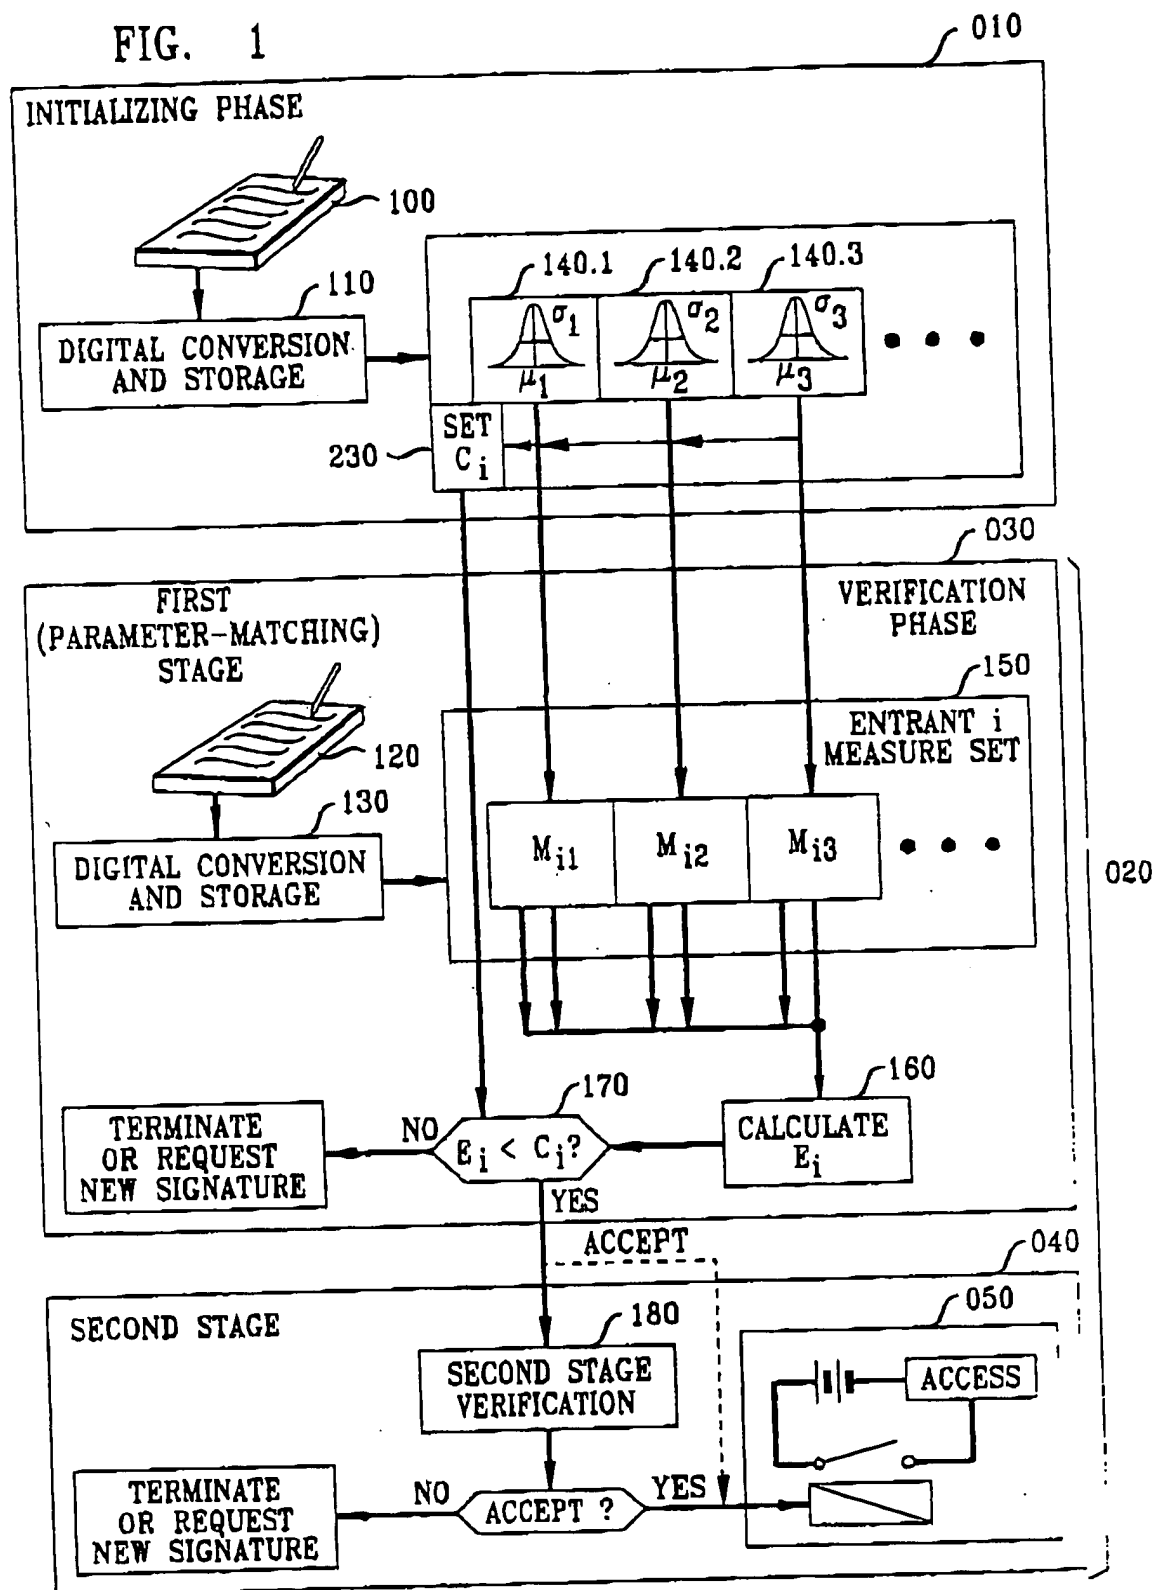 FIG. 1
010
INITIALIZING PHASE
100
110
140.1 140.2 140.3
σ1 σ2 σ3
DIGITAL CONVERSION
AND STORAGE
μ1 μ2 μ3
SET
Ci
230
030
FIRST
(PARAMETER-MATCHING)
STAGE
VERIFICATION
PHASE
150
ENTRANT i
MEASURE SET
120
130
DIGITAL CONVERSION
AND STORAGE
Mi1 Mi2 Mi3
020
170
160
TERMINATE
OR REQUEST
NEW SIGNATURE
NO
Ei < Ci?
CALCULATE
Ei
YES
ACCEPT
040
SECOND STAGE
050
180
SECOND STAGE
VERIFICATION
ACCESS
TERMINATE
OR REQUEST
NEW SIGNATURE
NO
ACCEPT ?
YES